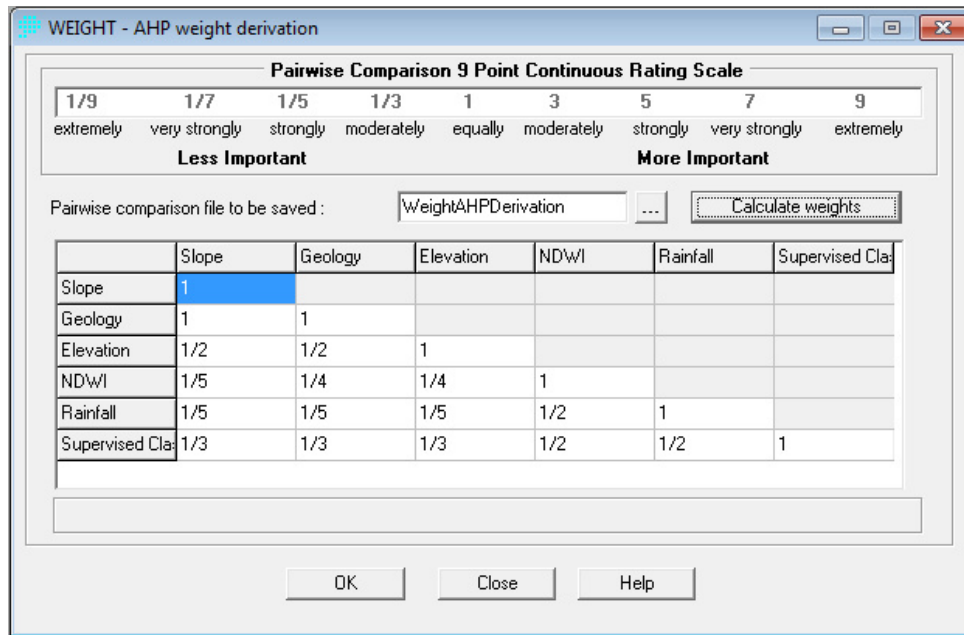 WEIGHT - AHP weight derivation
Pairwise Comparison 9 Point Continuous Rating Scale
1/9 1/7 1/5 1/3 1 3 5 7 9
extremely very strongly strongly moderately equally moderately strongly very strongly extremely
Less Important More Important
Pairwise comparison file to be saved : WeightAHPDerivation ... Calculate weights
Slope Geology Elevation NDWI Rainfall Supervised Cla
Slope 1
Geology 1 1
Elevation 1/2 1/2 1
NDWI 1/5 1/4 1/4 1
Rainfall 1/5 1/5 1/5 1/2 1
Supervised Cla 1/3 1/3 1/3 1/2 1/2 1
OK Close Help